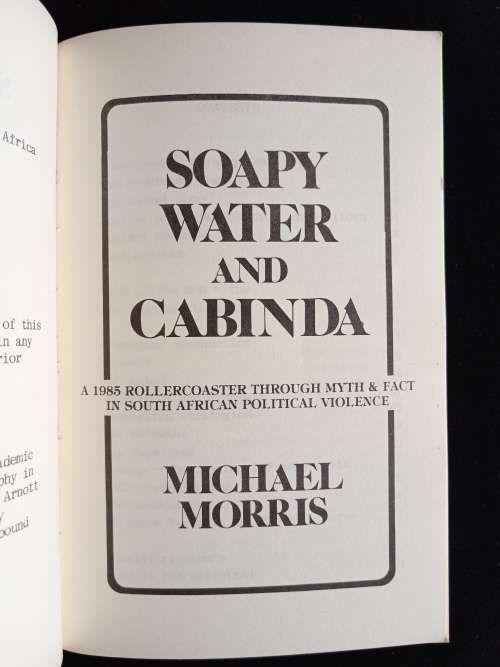 Africa
of this
in any
rior
ademic
phy in
Arnott
y
bound
SOAPY
WATER
AND
CABINDA
A 1985 ROLLERCOASTER THROUGH MYTH & FACT
IN SOUTH AFRICAN POLITICAL VIOLENCE
MICHAEL
MORRIS